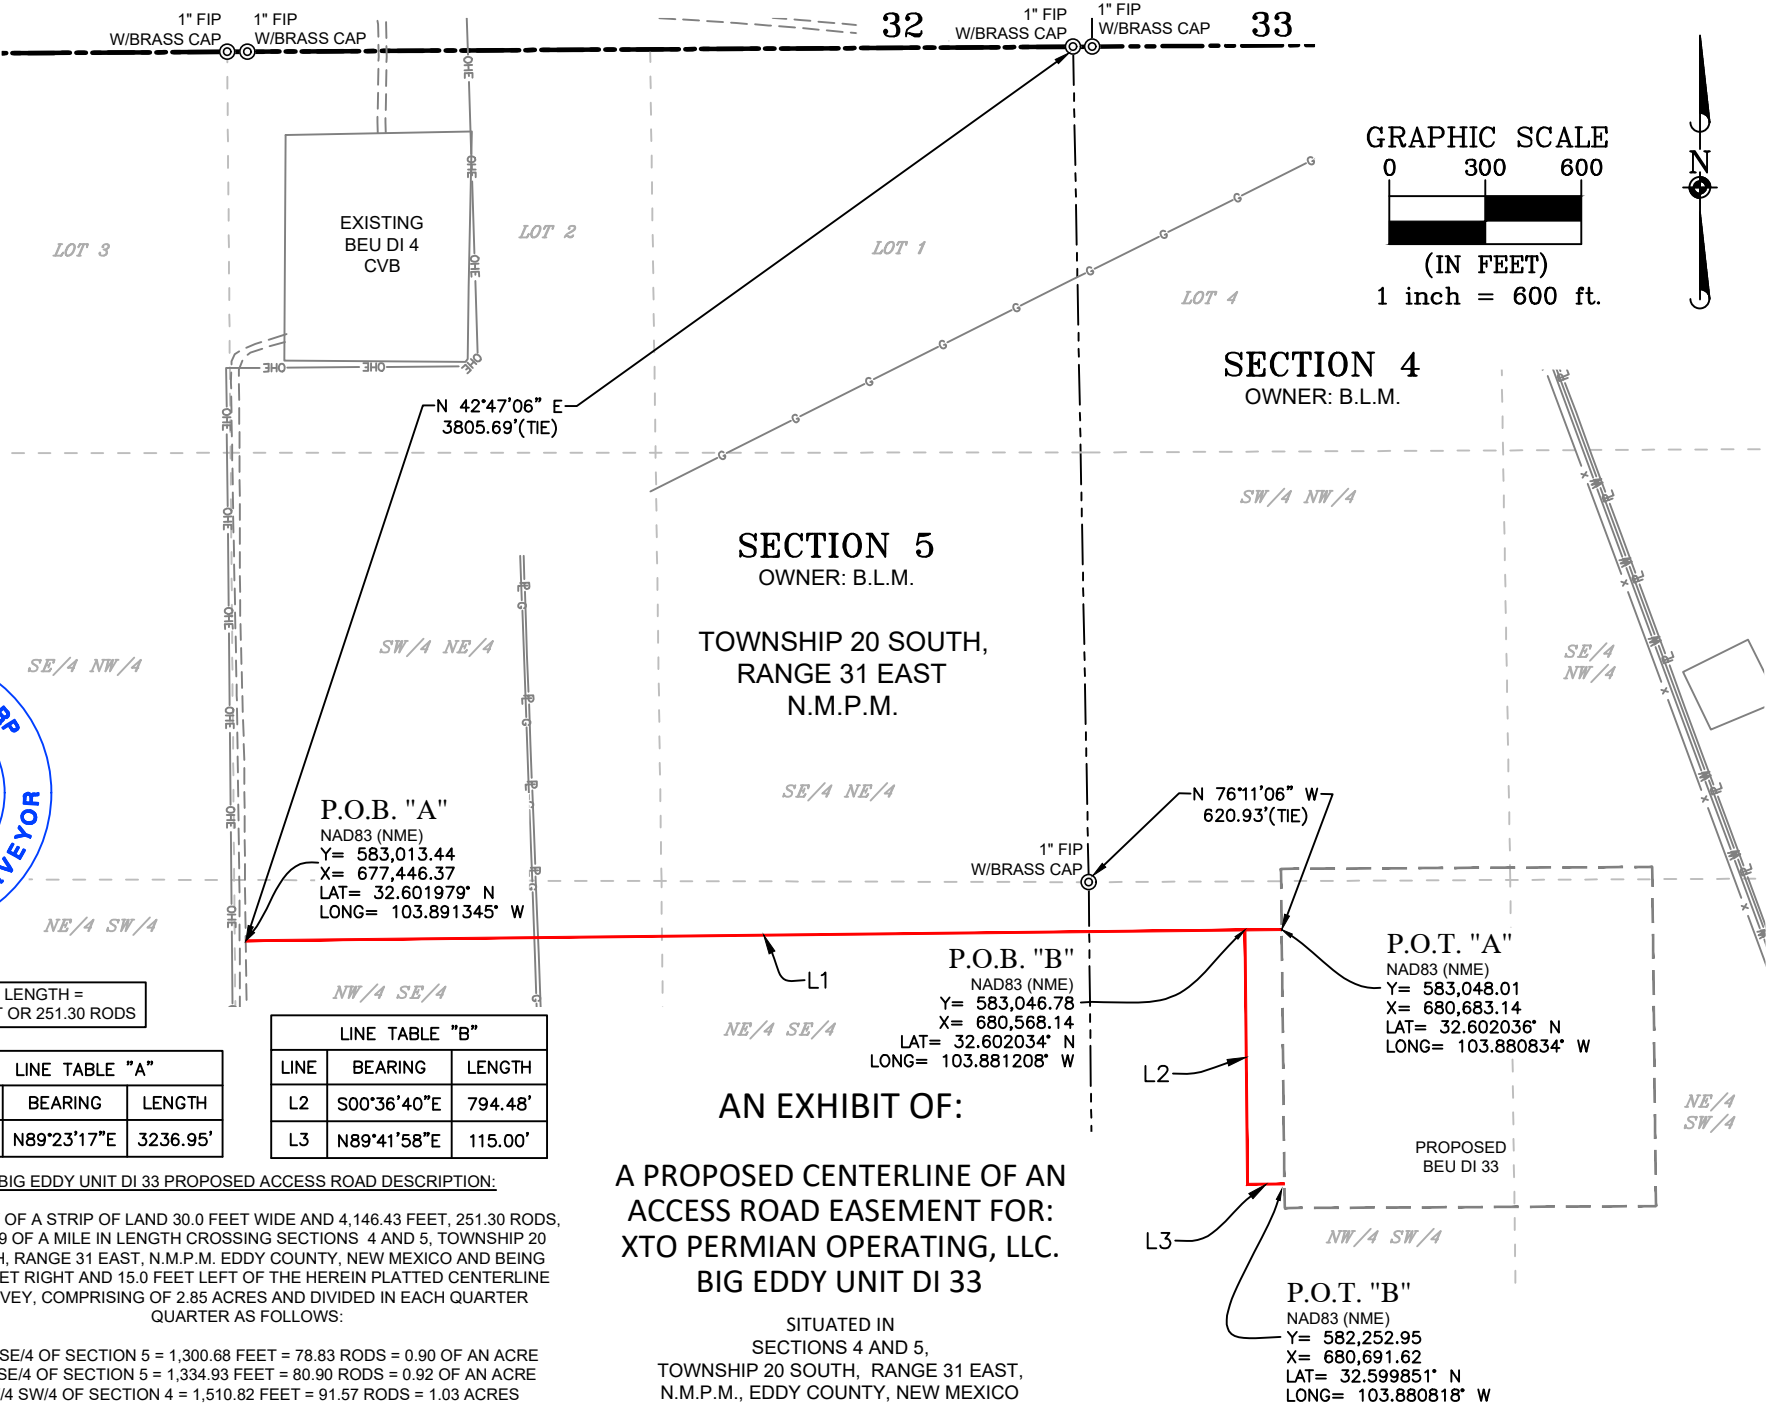 1" FIP
W/BRASS CAP
1" FIP
W/BRASS CAP
32
1" FIP
W/BRASS CAP
1" FIP
W/BRASS CAP
33
GRAPHIC SCALE
0 300 600
(IN FEET)
1 inch = 600 ft.
N
LOT 3
EXISTING
BEU DI 4
CVB
LOT 2
LOT 1
LOT 4
OHE
OHE
OHE
OHE
OHE
OHE
OHE
OHE
OHE
OHE
OHE
OHE
G
G
G
G
G
G
G
G
G
SECTION 4
OWNER: B.L.M.
N 42°47'06" E
3805.69'(TIE)
SW/4 NW/4
SECTION 5
OWNER: B.L.M.
TOWNSHIP 20 SOUTH,
RANGE 31 EAST
N.M.P.M.
SE/4 NW/4
SW/4 NE/4
SE/4
NW/4
SE/4 NE/4
VEYOR
P.O.B. "A"
NAD83 (NME)
Y= 583,013.44
X= 677,446.37
LAT= 32.601979° N
LONG= 103.891345° W
N 76°11'06" W
620.93'(TIE)
1" FIP
W/BRASS CAP
NE/4 SW/4
NW/4 SE/4
L1
NE/4 SE/4
P.O.B. "B"
NAD83 (NME)
Y= 583,046.78
X= 680,568.14
LAT= 32.602034° N
LONG= 103.881208° W
P.O.T. "A"
NAD83 (NME)
Y= 583,048.01
X= 680,683.14
LAT= 32.602036° N
LONG= 103.880834° W
LENGTH =
OR 251.30 RODS
LINE TABLE "A"
BEARING LENGTH
N89°23'17"E 3236.95'
LINE TABLE "B"
LINE BEARING LENGTH
L2 S00°36'40"E 794.48'
L3 N89°41'58"E 115.00'
L2
L3
PROPOSED
BEU DI 33
NE/4
SW/4
NW/4 SW/4
P.O.T. "B"
NAD83 (NME)
Y= 582,252.95
X= 680,691.62
LAT= 32.599851° N
LONG= 103.880818° W
BIG EDDY UNIT DI 33 PROPOSED ACCESS ROAD DESCRIPTION:
OF A STRIP OF LAND 30.0 FEET WIDE AND 4,146.43 FEET, 251.30 RODS,
9 OF A MILE IN LENGTH CROSSING SECTIONS 4 AND 5, TOWNSHIP 20
H, RANGE 31 EAST, N.M.P.M. EDDY COUNTY, NEW MEXICO AND BEING
ET RIGHT AND 15.0 FEET LEFT OF THE HEREIN PLATTED CENTERLINE
VEY, COMPRISING OF 2.85 ACRES AND DIVIDED IN EACH QUARTER
QUARTER AS FOLLOWS:
SE/4 OF SECTION 5 = 1,300.68 FEET = 78.83 RODS = 0.90 OF AN ACRE
SE/4 OF SECTION 5 = 1,334.93 FEET = 80.90 RODS = 0.92 OF AN ACRE
/4 SW/4 OF SECTION 4 = 1,510.82 FEET = 91.57 RODS = 1.03 ACRES
AN EXHIBIT OF:
A PROPOSED CENTERLINE OF AN
ACCESS ROAD EASEMENT FOR:
XTO PERMIAN OPERATING, LLC.
BIG EDDY UNIT DI 33
SITUATED IN
SECTIONS 4 AND 5,
TOWNSHIP 20 SOUTH, RANGE 31 EAST,
N.M.P.M., EDDY COUNTY, NEW MEXICO